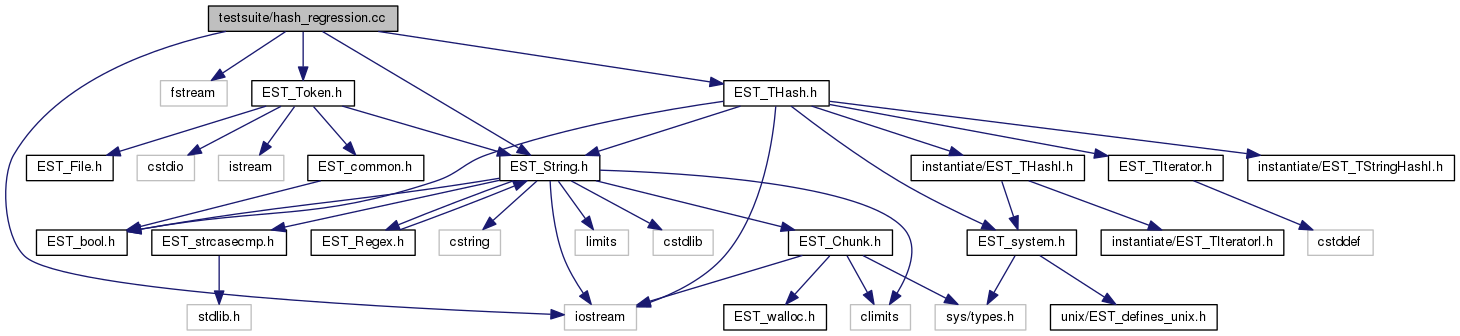 testsuite/hash_regression.cc
fstream
EST_Token.h
EST_THash.h
EST_File.h
cstdio
istream
EST_common.h
EST_String.h
instantiate/EST_THashI.h
EST_TIterator.h
instantiate/EST_TStringHashI.h
EST_bool.h
EST_strcasecmp.h
EST_Regex.h
cstring
limits
cstdlib
EST_Chunk.h
EST_system.h
instantiate/EST_TIteratorI.h
cstddef
stdlib.h
iostream
EST_walloc.h
climits
sys/types.h
unix/EST_defines_unix.h